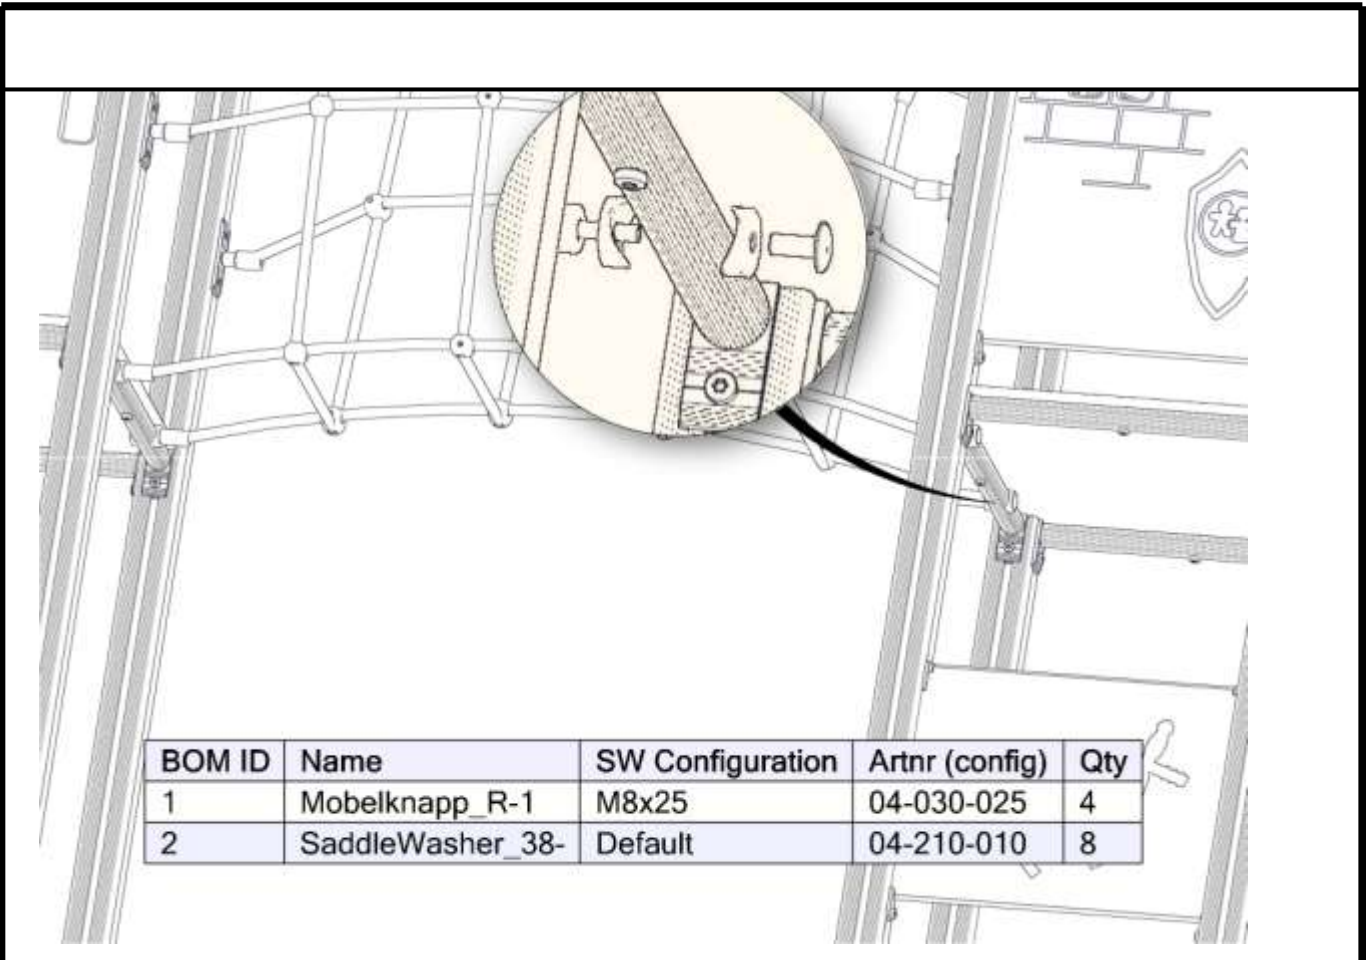 BOM ID Name SW Configuration Artnr (config) Qty
1 Mobelknapp_R-1 M8x25 04-030-025 4
2 SaddleWasher_38- Default 04-210-010 8